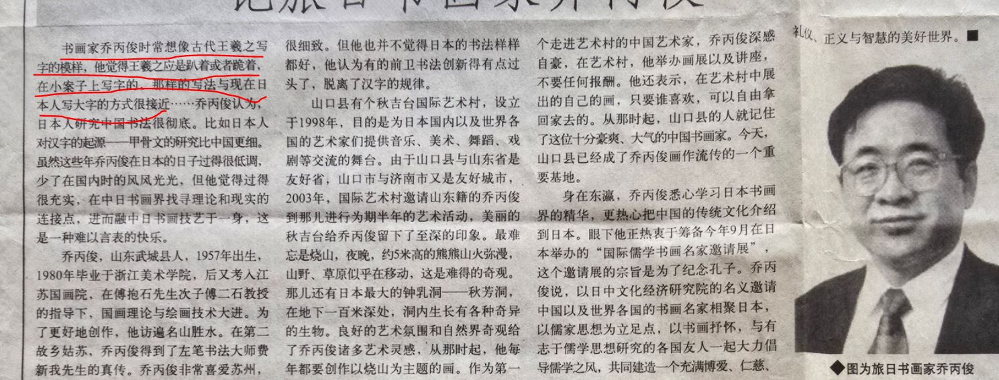 记旅日书画家乔丙俊
书画家乔丙俊时常想像古代王羲之写
字的模样，他觉得王羲之应是趴着或者跪着，
在小案子上写字的，那样的写法与现在日
本人写大字的方式很接近……乔丙俊认为，
日本人研究中国书法很彻底。比如日本人
对汉字的起源——甲骨文的研究比中国更细。
虽然这些年乔丙俊在日本的日子过得很低调，
少了在国内时的风风光光，但他觉得过得
很充实，在中日书画界找寻理论和现实的
连接点，进而融中日书画技艺于一身，这
是一种难以言表的快乐。
乔丙俊，山东武城县人，1957年出生，
1980年毕业于浙江美术学院，后又考入江
苏国画院，在傅抱石先生次子傅二石教授
的指导下，国画理论与绘画技术大进。为
了更好地创作，他访遍名山胜水。在第二
故乡姑苏，乔丙俊得到了左笔书法大师费
新我先生的真传。乔丙俊非常喜爱苏州，
很细致。但他也并不觉得日本的书法样样
都好，他认为有的前卫书法创新得有点过
头了，脱离了汉字的规律。
山口县有个秋吉台国际艺术村，设立
于1998年，目的是为日本国内以及世界各
国的艺术家们提供音乐、美术、舞蹈、戏
剧等交流的舞台。由于山口县与山东省是
友好省，山口市与济南市又是友好城市，
2003年，国际艺术村邀请山东籍的乔丙俊
到那儿进行为期半年的艺术活动，美丽的
秋吉台给乔丙俊留下了至深的印象。最难
忘是烧山，夜晚，约5米高的熊熊山火弥漫，
山野、草原似乎在移动，这是难得的奇观。
那儿还有日本最大的钟乳洞——秋芳洞，
在地下一百米深处，洞内生长有各种奇异
的生物。良好的艺术氛围和自然界奇观给
了乔丙俊诸多艺术灵感，从那时起，他每
年都要创作以烧山为主题的画。作为第一
个走进艺术村的中国艺术家，乔丙俊深感
自豪，在艺术村，他举办画展以及讲座，
不要任何报酬。他还表示，在艺术村中展
出的自己的画，只要谁喜欢，可以自由拿
回家去的。从那时起，山口县的人就记住
了这位十分豪爽、大气的中国书画家。今天，
山口县已经成了乔丙俊画作流传的一个重
要基地。
身在东瀛，乔丙俊悉心学习日本书画
界的精华，更热心把中国的传统文化介绍
到日本。眼下他正热衷于筹备今年9月在日
本举办的“国际儒学书画名家邀请展”，
这个邀请展的宗旨是为了纪念孔子。乔丙
俊说，以日中文化经济研究院的名义邀请
中国以及世界各国的书画名家相聚日本，
以儒家思想为立足点，以书画抒怀，与有
志于儒学思想研究的各国友人一起大力倡
导儒学之风，共同建造一个充满博爱、仁慈、
礼仪、正义与智慧的美好世界。■
◆图为旅日书画家乔丙俊